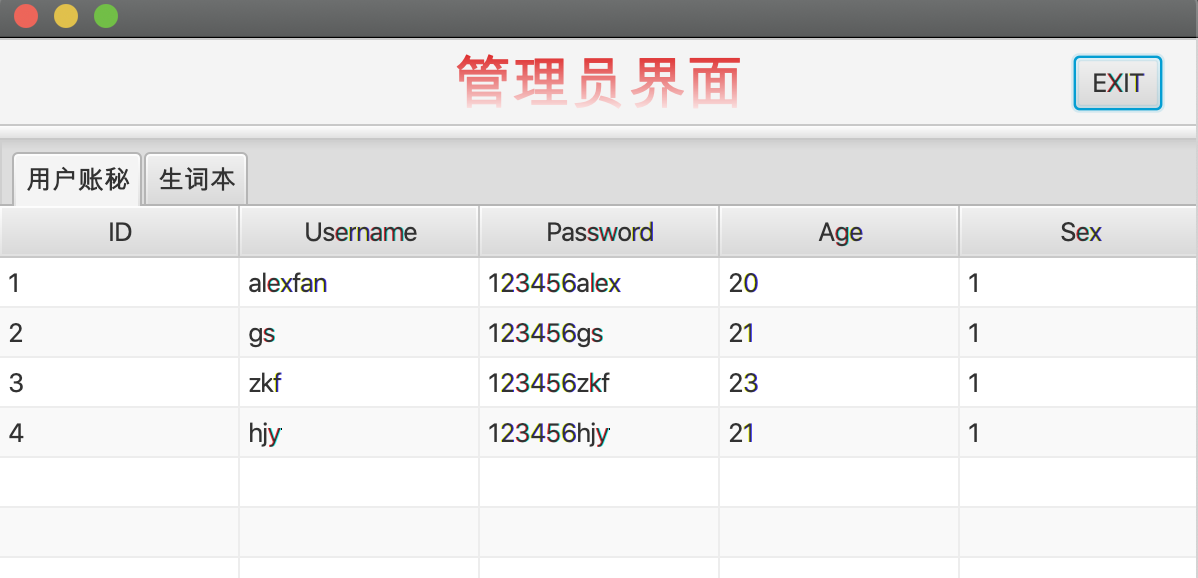 管理员界面 EXIT
用户账秘 生词本
ID Username Password Age Sex
1 alexfan 123456alex 20 1
2 gs 123456gs 21 1
3 zkf 123456zkf 23 1
4 hjy 123456hjy 21 1